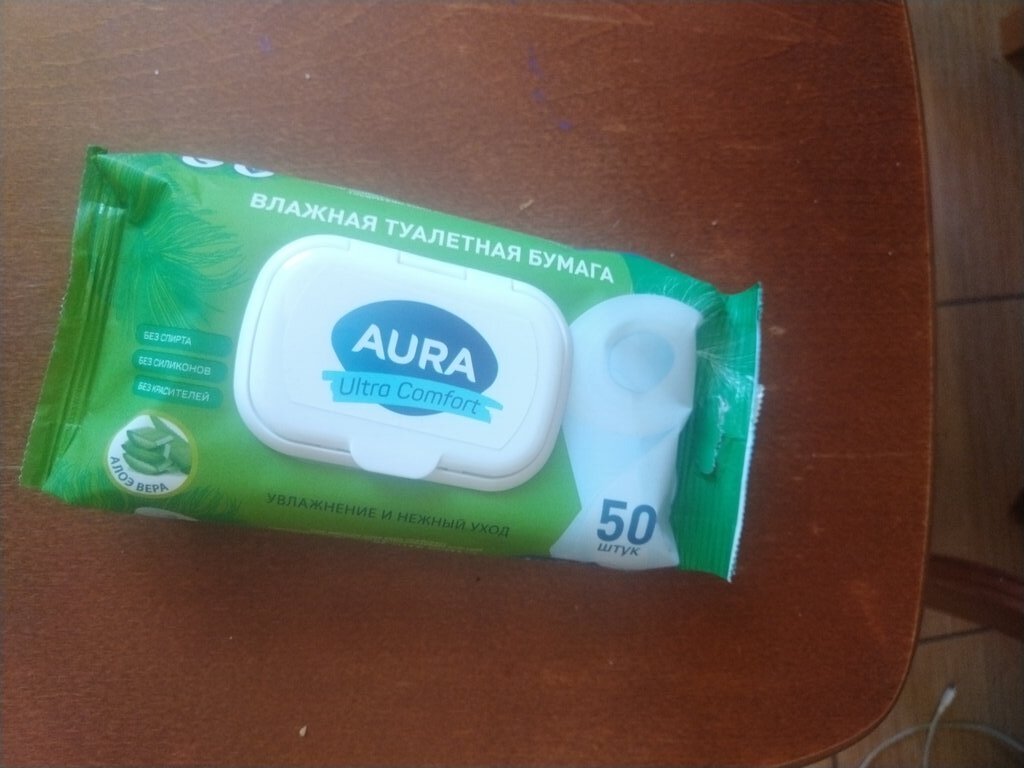 ВЛАЖНАЯ ТУАЛЕТНАЯ БУМАГА
AURA
Ultra Comfort
БЕЗ СПИРТА
БЕЗ СИЛИКОНОВ
БЕЗ КРАСИТЕЛЕЙ
АЛОЭ ВЕРА
УВЛАЖНЕНИЕ И НЕЖНЫЙ УХОД
50
ШТУК